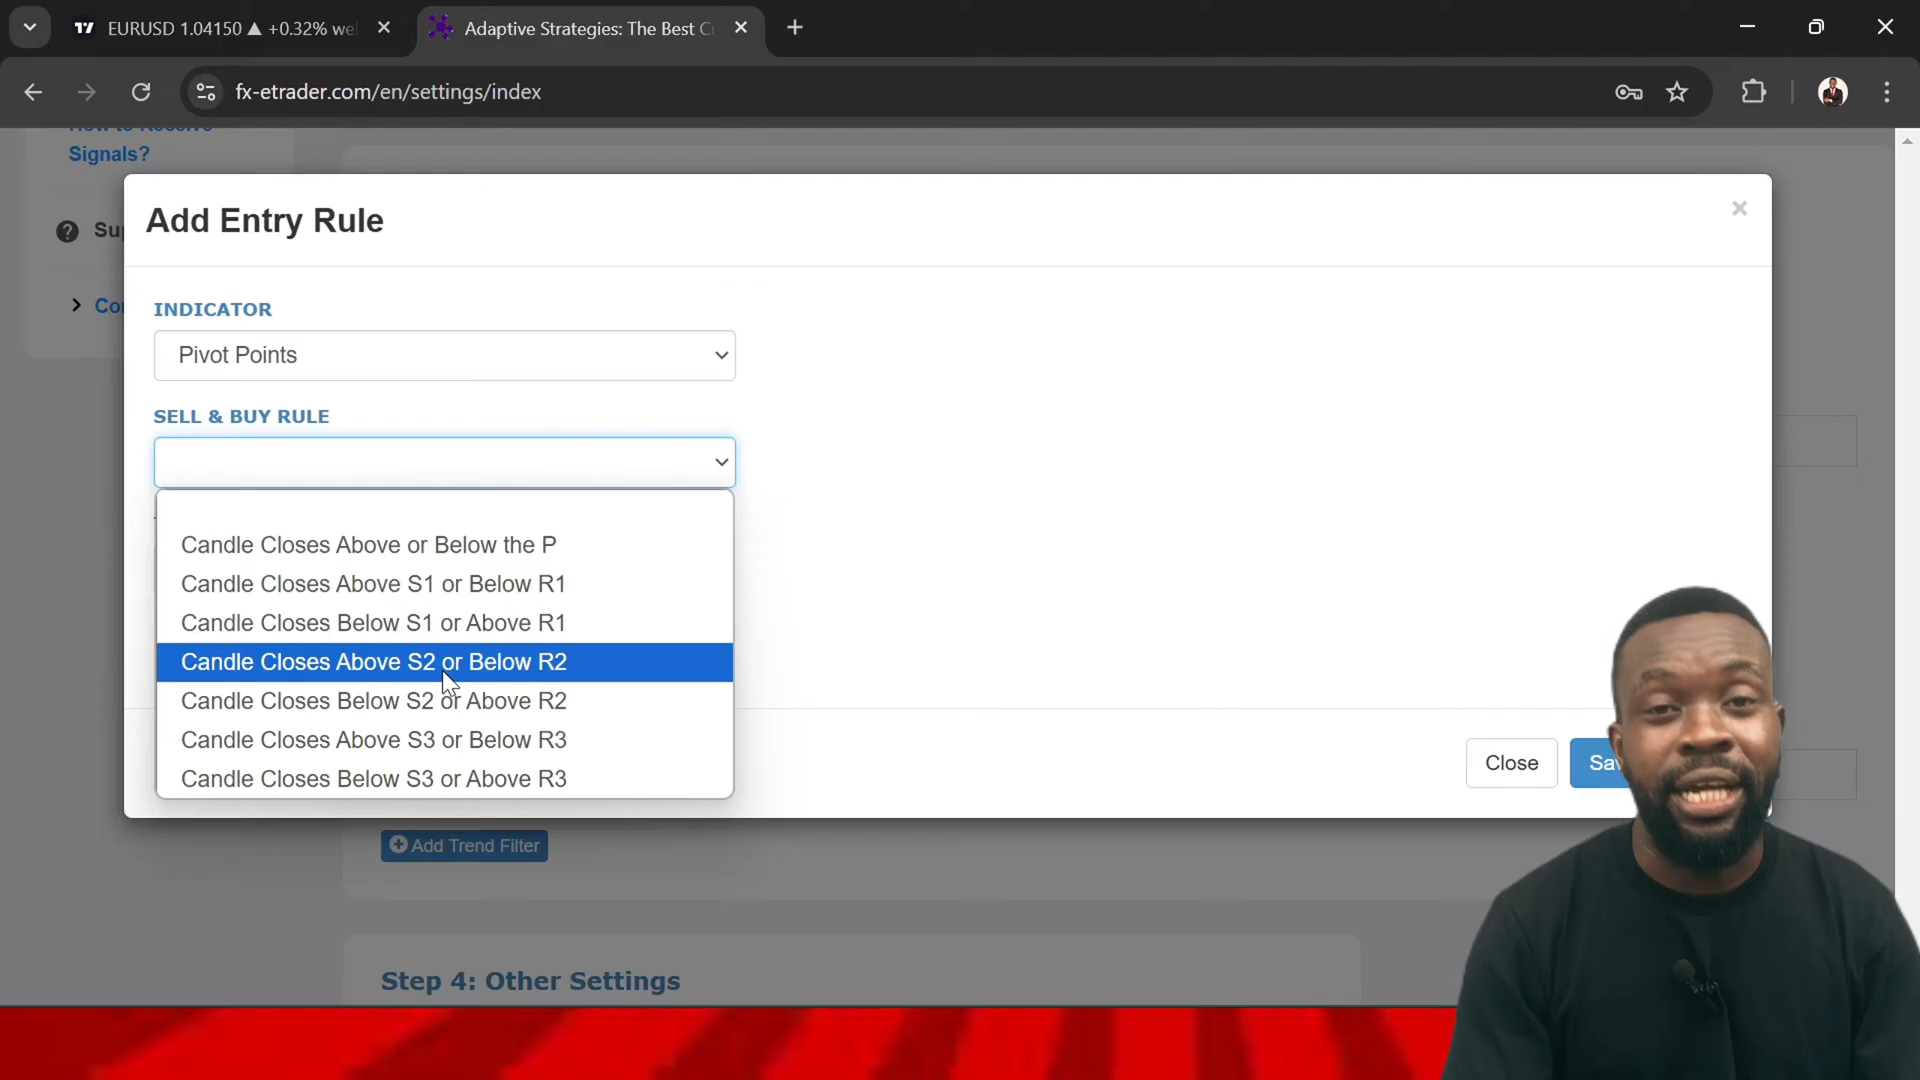 EURUSD 1.04150 ▲ +0.32% we
Adaptive Strategies: The Best C
fx-etrader.com/en/settings/index
How to Receive
Signals?
Add Entry Rule
×
INDICATOR
Pivot Points
SELL & BUY RULE
Candle Closes Above or Below the P
Candle Closes Above S1 or Below R1
Candle Closes Below S1 or Above R1
Candle Closes Above S2 or Below R2
Candle Closes Below S2 or Above R2
Candle Closes Above S3 or Below R3
Candle Closes Below S3 or Above R3
Close
Add Trend Filter
Step 4: Other Settings